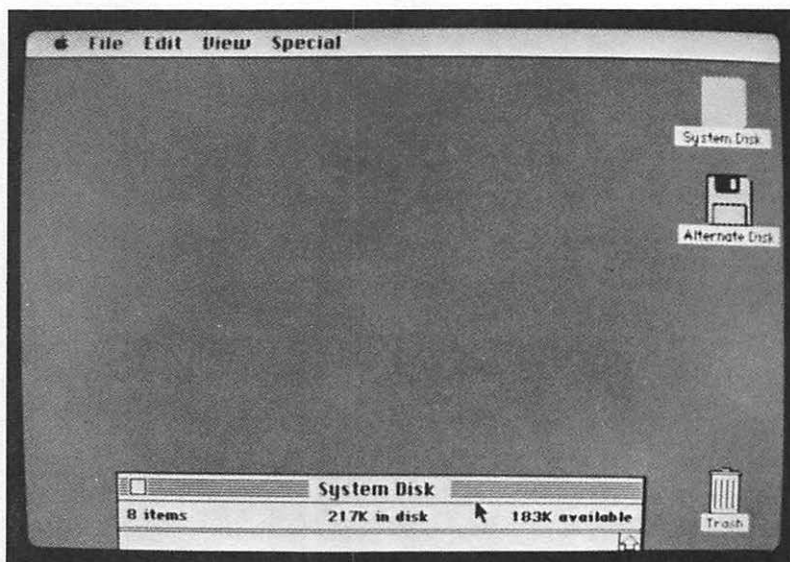 File Edit View Special
System Disk
Alternate Disk
System Disk
8 items 217K in disk 183K available
Trash